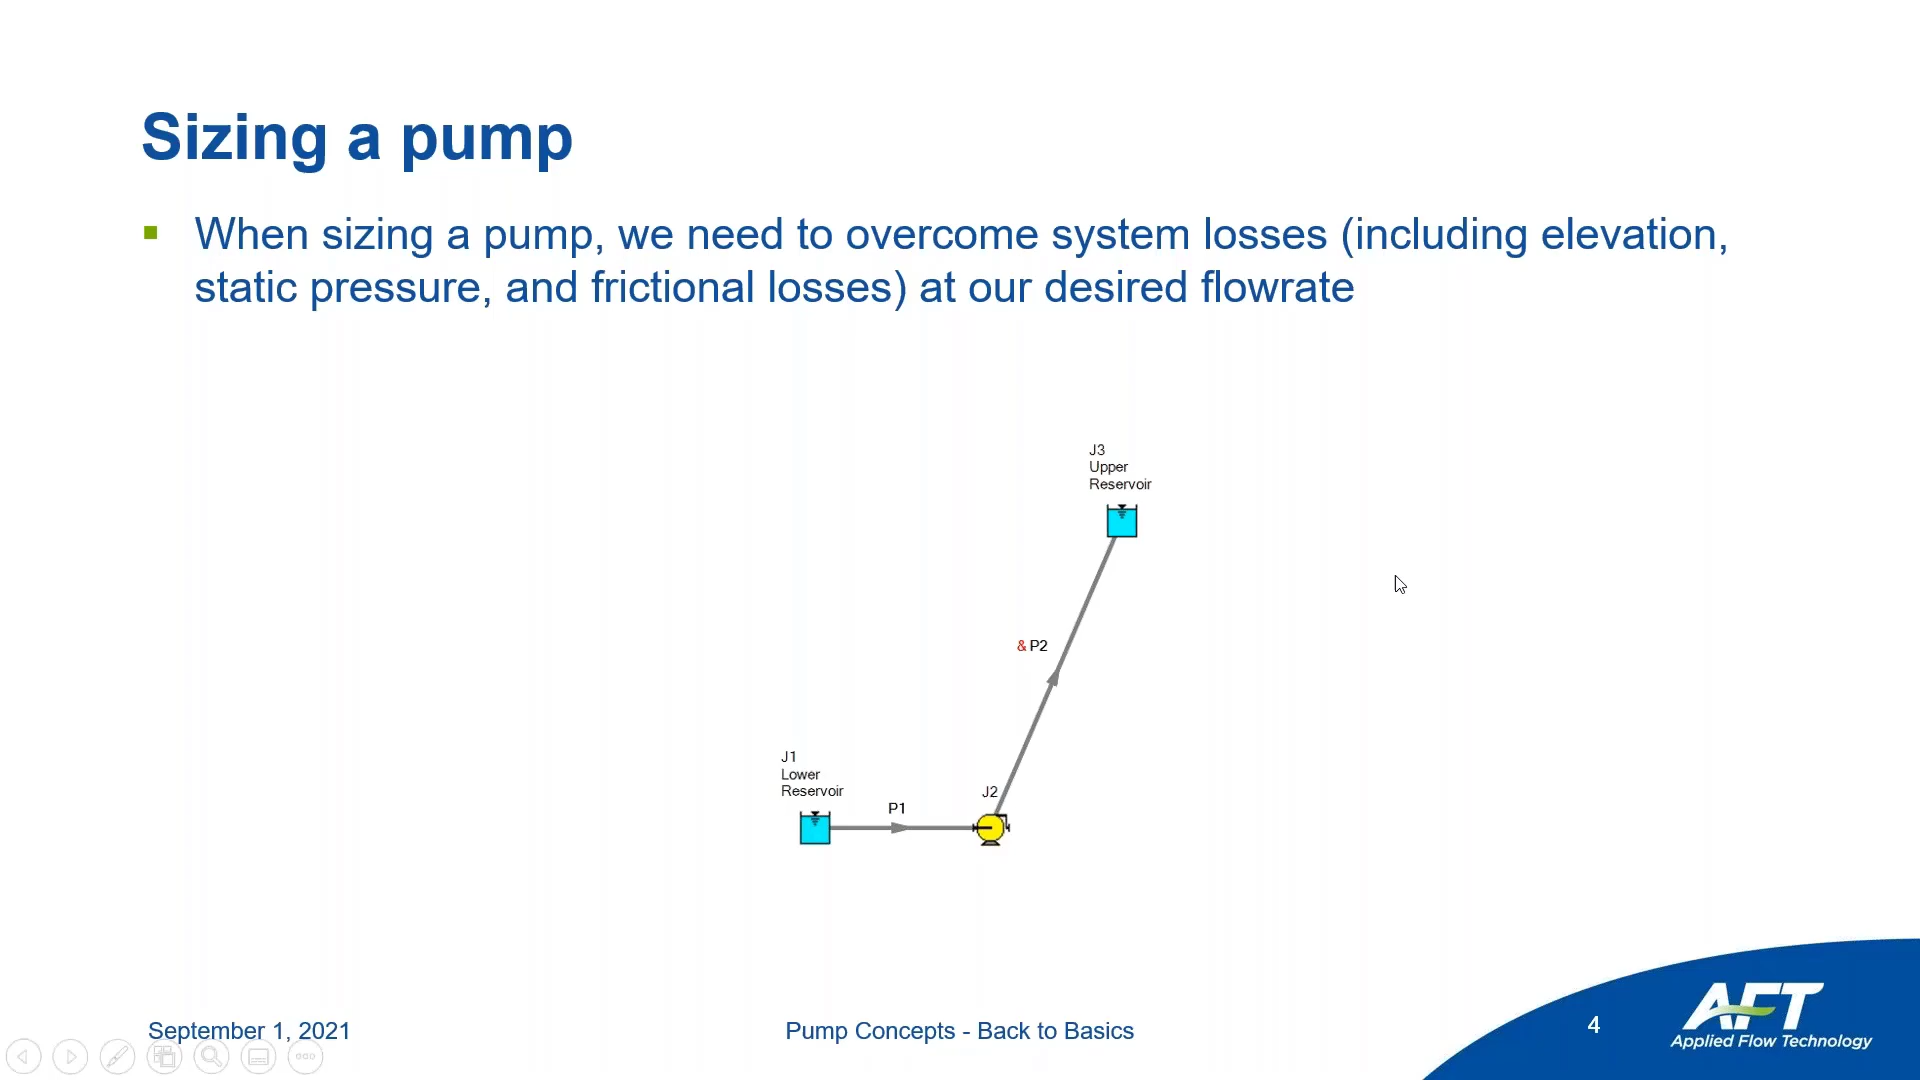 Sizing a pump
When sizing a pump, we need to overcome system losses (including elevation,
static pressure, and frictional losses) at our desired flowrate
J3
Upper
Reservoir
& P2
J1
Lower
Reservoir
P1
J2
September 1, 2021
Pump Concepts - Back to Basics
4
AFT
Applied Flow Technology